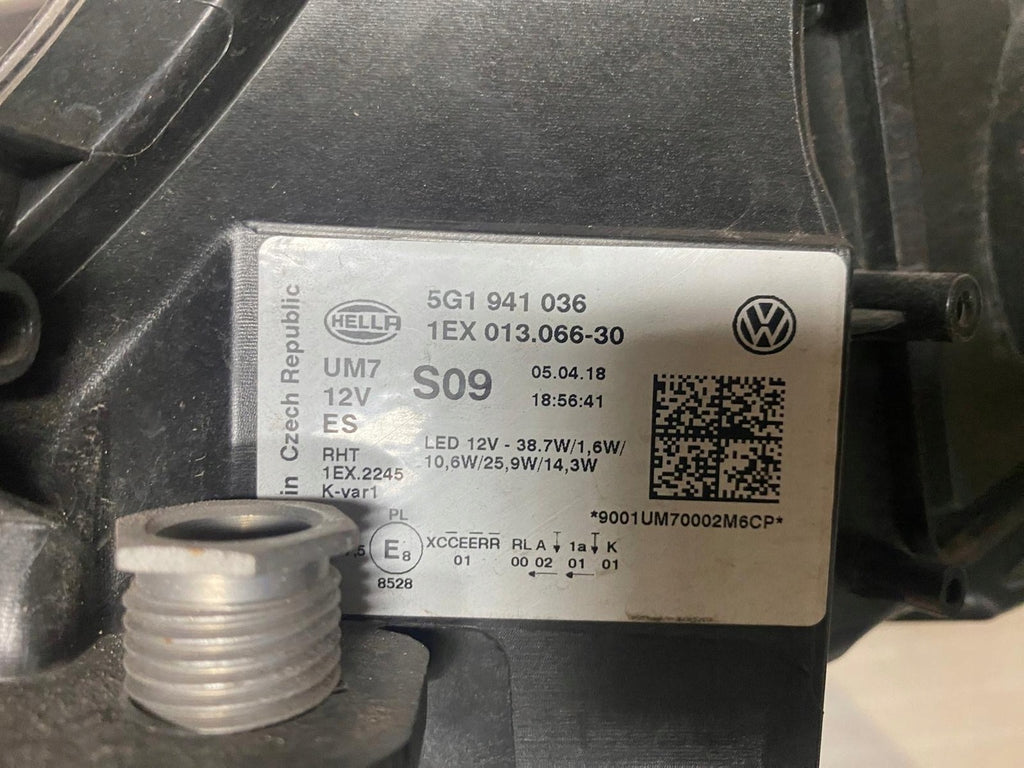 in Czech Republic
HELLA
5G1 941 036
1EX 013.066-30
UM7
12V
ES
S09
05.04.18
18:56:41
RHT
1EX.2245
K-var1
LED 12V - 38.7W/1,6W/
10,6W/25,9W/14,3W
*9001UM70002M6CP*
PL
E8
8528
XCCEERR RL A 1a K
01 00 02 01 01